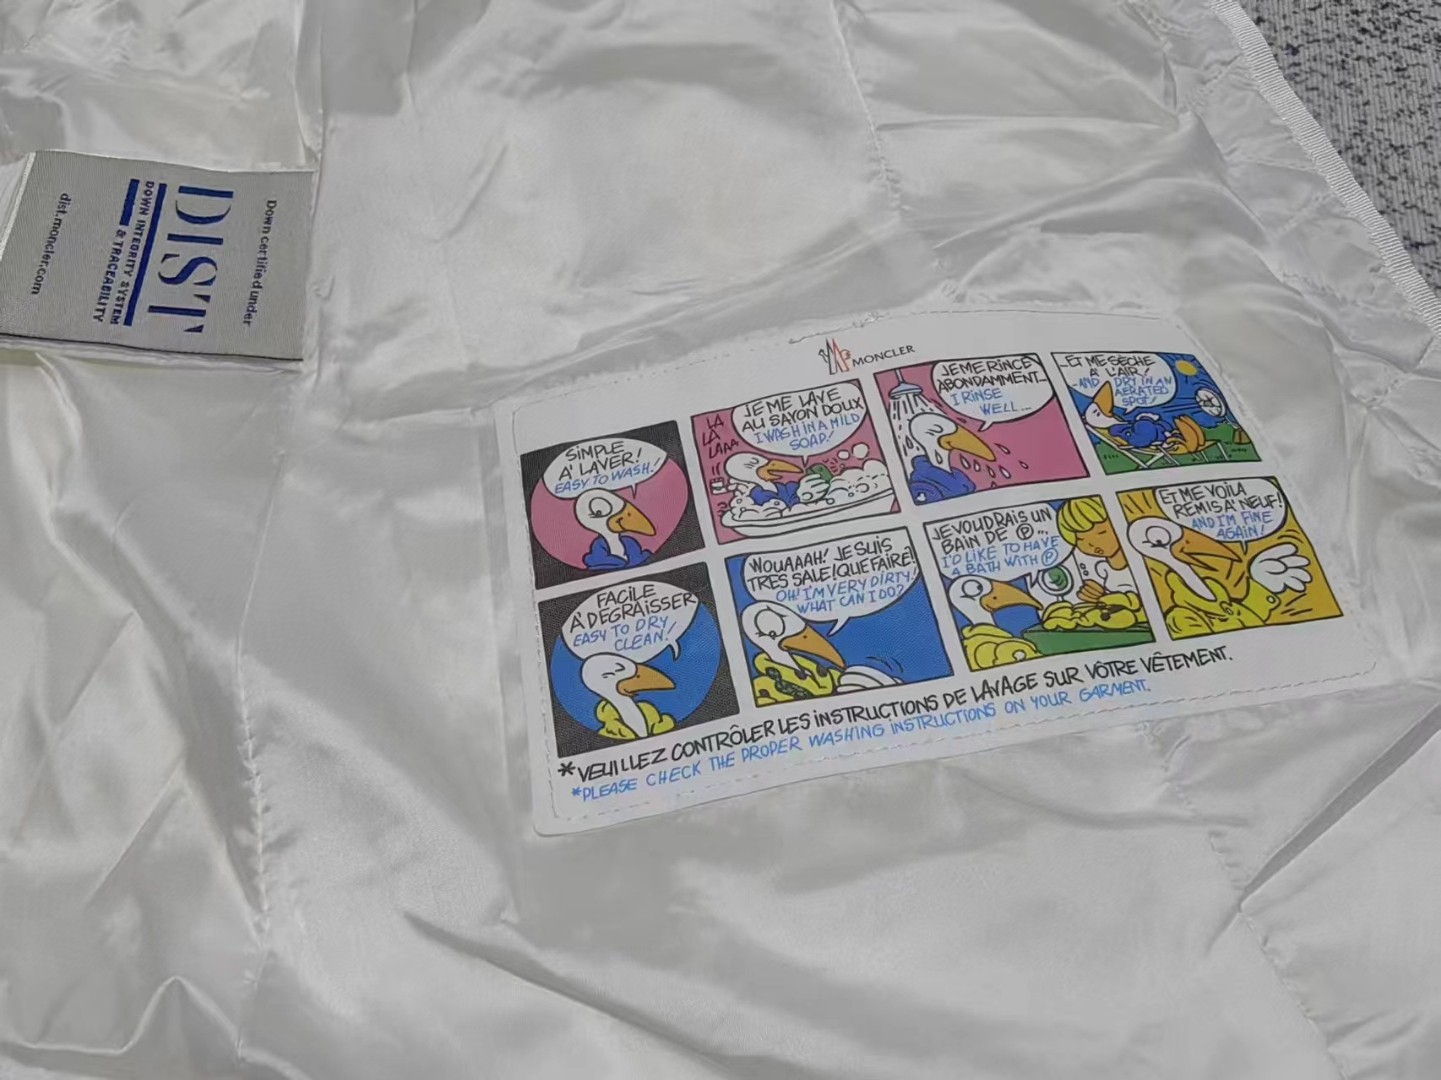 Down certified under
DIST
DOWN INTEGRITY SYSTEM
& TRACEABILITY
dist.moncler.com
MONCLER
SIMPLE
A' LAVER!
EASY TO WASH!
LA
LA
LAAA
JE ME LAVE
AU SAVON DOUX
I WASH IN A MILD
SOAP!
JE ME RINCE
ABONDAMMENT...
I RINSE
WELL...
...ET ME SECHE
A L'AIR!
...AND DRY IN AN
AERATED
SPOT!
FACILE
A' DEGRAISSER
EASY TO DRY
CLEAN!
WOUAAAH! JE SUIS
TRES SALE! QUE FAIRE!
OH! I'M VERY DIRTY!
WHAT CAN I DO?
JE VOUDRAIS UN
BAIN DE Ⓟ...
I'D LIKE TO HAVE
A BATH WITH Ⓟ
ET ME VOILA
REMIS A' NEUF!
AND I'M FINE
AGAIN!
*VEUILLEZ CONTRÔLER LES INSTRUCTIONS DE LAVAGE SUR VÔTRE VÊTEMENT.
*PLEASE CHECK THE PROPER WASHING INSTRUCTIONS ON YOUR GARMENT.